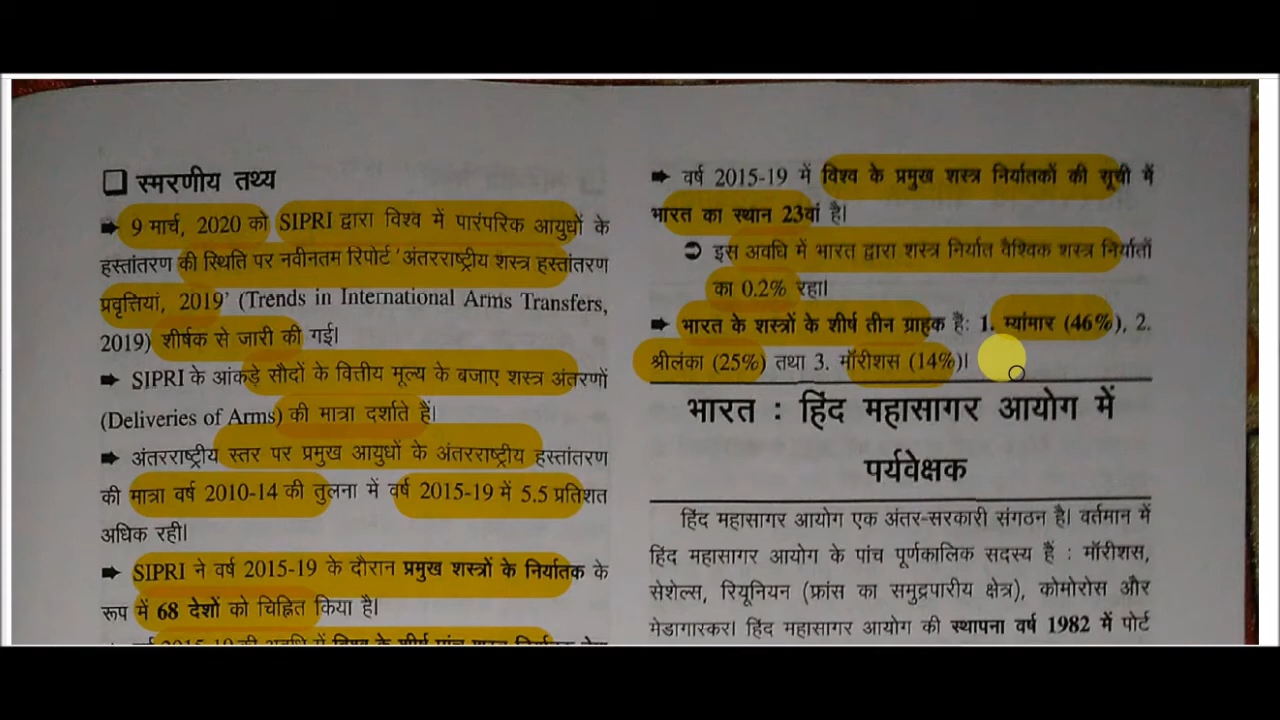 ❑ स्मरणीय तथ्य
➨ 9 मार्च, 2020 को SIPRI द्वारा विश्व में पारंपरिक आयुधों के
हस्तांतरण की स्थिति पर नवीनतम रिपोर्ट 'अंतरराष्ट्रीय शस्त्र हस्तांतरण
प्रवृत्तियां, 2019' (Trends in International Arms Transfers,
2019) शीर्षक से जारी की गई।
➨ SIPRI के आंकड़े सौदों के वित्तीय मूल्य के बजाए शस्त्र अंतरणों
(Deliveries of Arms) की मात्रा दर्शाते हैं।
➨ अंतरराष्ट्रीय स्तर पर प्रमुख आयुधों के अंतरराष्ट्रीय हस्तांतरण
की मात्रा वर्ष 2010-14 की तुलना में वर्ष 2015-19 में 5.5 प्रतिशत
अधिक रही।
➨ SIPRI ने वर्ष 2015-19 के दौरान प्रमुख शस्त्रों के निर्यातक के
रूप में 68 देशों को चिह्नित किया है।
वर्ष 2015-19 की अवधि में विश्व के शीर्ष पांच शस्त्र निर्यातक देश
➨ वर्ष 2015-19 में विश्व के प्रमुख शस्त्र निर्यातकों की सूची में
भारत का स्थान 23वां है।
➲ इस अवधि में भारत द्वारा शस्त्र निर्यात वैश्विक शस्त्र निर्यातों
का 0.2% रहा।
➨ भारत के शस्त्रों के शीर्ष तीन ग्राहक है: 1. म्यांमार (46%), 2.
श्रीलंका (25%) तथा 3. मॉरीशस (14%)।
भारत : हिंद महासागर आयोग में
पर्यवेक्षक
हिंद महासागर आयोग एक अंतर-सरकारी संगठन है। वर्तमान में
हिंद महासागर आयोग के पांच पूर्णकालिक सदस्य हैं : मॉरीशस,
सेशेल्स, रियूनियन (फ्रांस का समुद्रपारीय क्षेत्र), कोमोरोस और
मेडागास्कर। हिंद महासागर आयोग की स्थापना वर्ष 1982 में पोर्ट